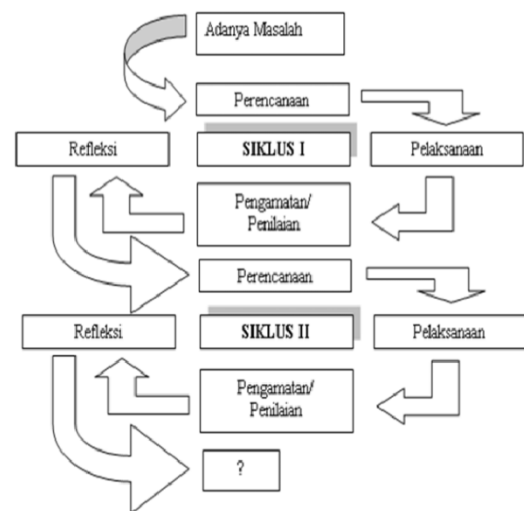 Adanya Masalah
Perencanaan
Refleksi
SIKLUS I
Pelaksanaan
Pengamatan/
Penilaian
Perencanaan
Refleksi
SIKLUS II
Pelaksanaan
Pengamatan/
Penilaian
?